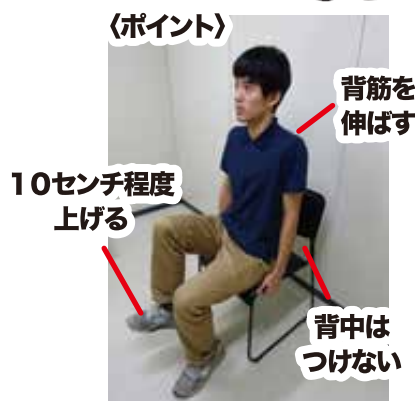 〈ポイント〉
背筋を
伸ばす
10センチ程度
上げる
背中は
つけない